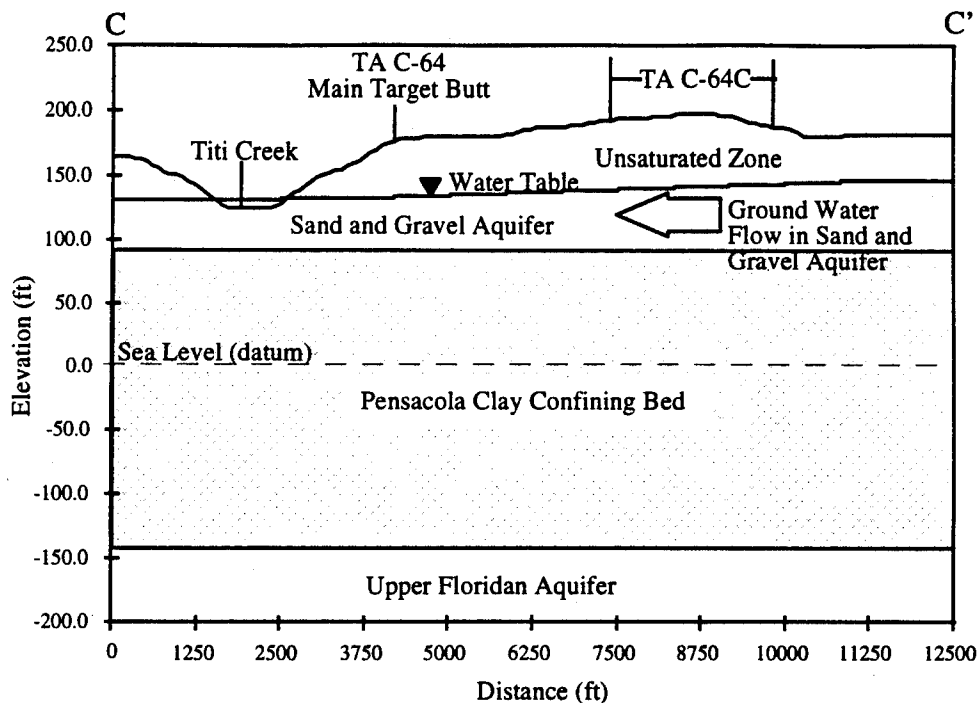 C
C'
250.0
200.0
150.0
100.0
50.0
0.0
-50.0
-100.0
-150.0
-200.0
Elevation (ft)
TA C-64
Main Target Butt
TA C-64C
Titi Creek
Unsaturated Zone
Water Table
Sand and Gravel Aquifer
Ground Water
Flow in Sand and
Gravel Aquifer
Sea Level (datum)
Pensacola Clay Confining Bed
Upper Floridan Aquifer
0
1250
2500
3750
5000
6250
7500
8750
10000
11250
12500
Distance (ft)